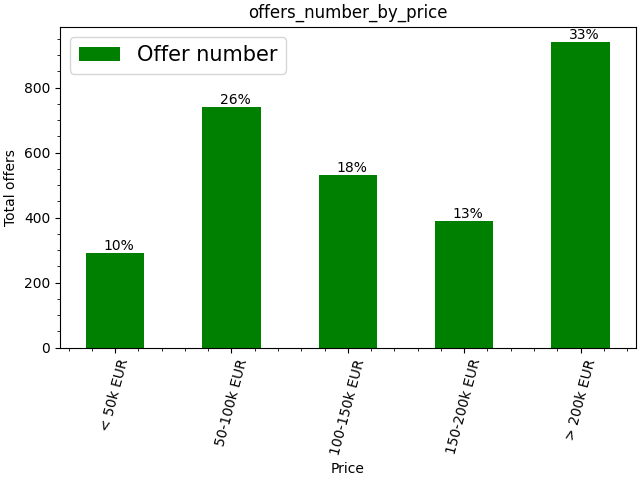 offers_number_by_price
Offer number
Total offers
800
600
400
200
0
10%
26%
18%
13%
33%
< 50k EUR
50-100k EUR
100-150k EUR
150-200k EUR
> 200k EUR
Price